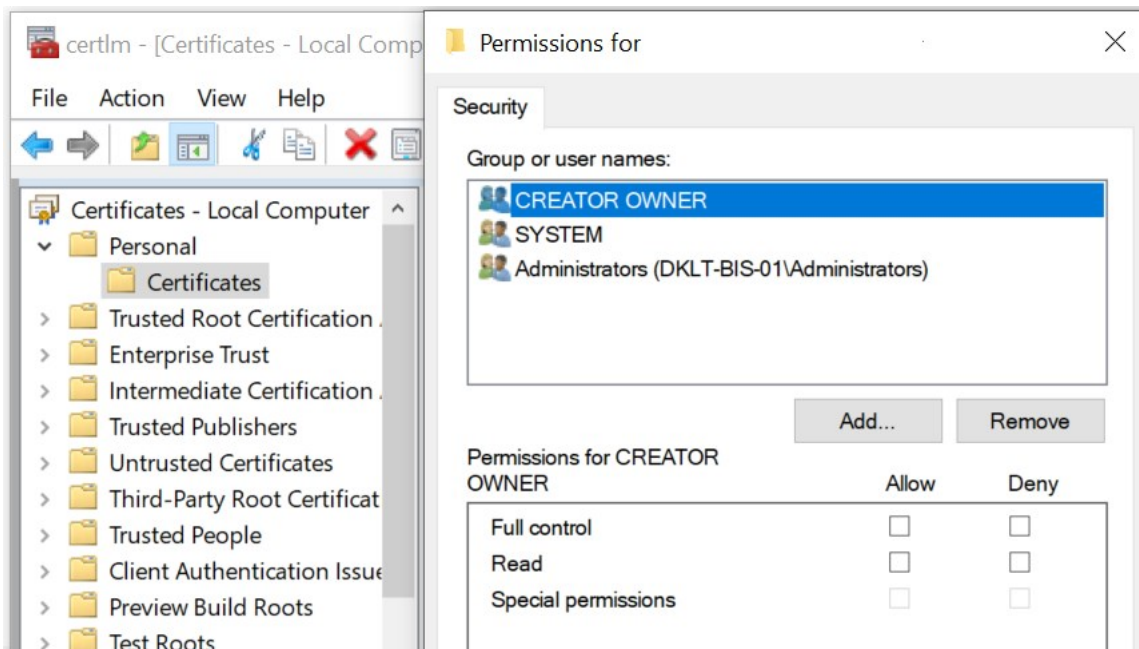 certlm - [Certificates - Local Comp
File Action View Help
Certificates - Local Computer
Personal
Certificates
Trusted Root Certification
Enterprise Trust
Intermediate Certification
Trusted Publishers
Untrusted Certificates
Third-Party Root Certificat
Trusted People
Client Authentication Issue
Preview Build Roots
Test Roots
Permissions for
Security
Group or user names:
CREATOR OWNER
SYSTEM
Administrators (DKLT-BIS-01\Administrators)
Add... Remove
Permissions for CREATOR
OWNER Allow Deny
Full control
Read
Special permissions